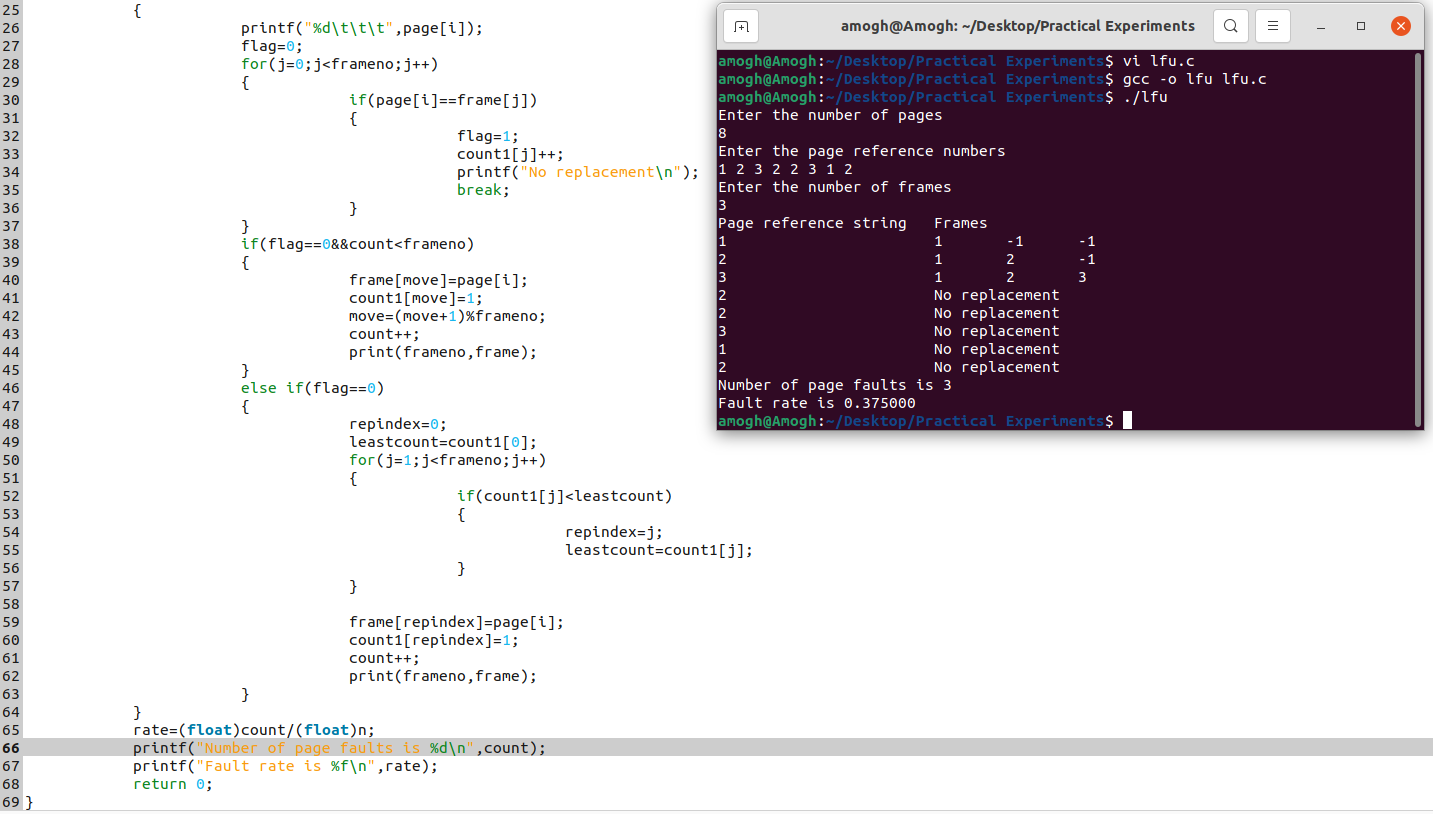 25 {
26 printf("%d\t\t\t",page[i]);
27 flag=0;
28 for(j=0;j<frameno;j++)
29 {
30 if(page[i]==frame[j])
31 {
32 flag=1;
33 count1[j]++;
34 printf("No replacement\n");
35 break;
36 }
37 }
38 if(flag==0&&count<frameno)
39 {
40 frame[move]=page[i];
41 count1[move]=1;
42 move=(move+1)%frameno;
43 count++;
44 print(frameno,frame);
45 }
46 else if(flag==0)
47 {
48 repindex=0;
49 leastcount=count1[0];
50 for(j=1;j<frameno;j++)
51 {
52 if(count1[j]<leastcount)
53 {
54 repindex=j;
55 leastcount=count1[j];
56 }
57 }
58
59 frame[repindex]=page[i];
60 count1[repindex]=1;
61 count++;
62 print(frameno,frame);
63 }
64 }
65 rate=(float)count/(float)n;
66 printf("Number of page faults is %d\n",count);
67 printf("Fault rate is %f\n",rate);
68 return 0;
69 }
amogh@Amogh: ~/Desktop/Practical Experiments
amogh@Amogh:~/Desktop/Practical Experiments$ vi lfu.c
amogh@Amogh:~/Desktop/Practical Experiments$ gcc -o lfu lfu.c
amogh@Amogh:~/Desktop/Practical Experiments$ ./lfu
Enter the number of pages
8
Enter the page reference numbers
1 2 3 2 2 3 1 2
Enter the number of frames
3
Page reference string Frames
1 1 -1 -1
2 1 2 -1
3 1 2 3
2 No replacement
2 No replacement
3 No replacement
1 No replacement
2 No replacement
Number of page faults is 3
Fault rate is 0.375000
amogh@Amogh:~/Desktop/Practical Experiments$